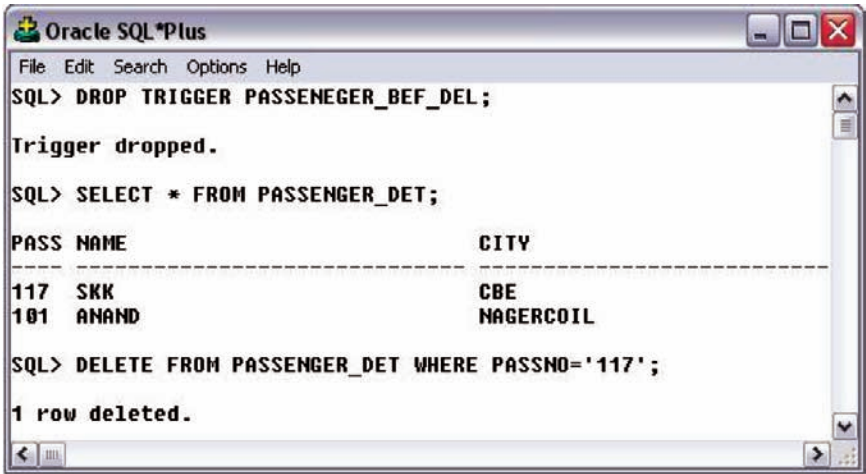 Oracle SQL*Plus
File Edit Search Options Help
SQL> DROP TRIGGER PASSENEGER_BEF_DEL;
Trigger dropped.
SQL> SELECT * FROM PASSENGER_DET;
PASS NAME CITY
---- ------------------------------ ---------------------------
117 SKK CBE
101 ANAND NAGERCOIL
SQL> DELETE FROM PASSENGER_DET WHERE PASSNO='117';
1 row deleted.